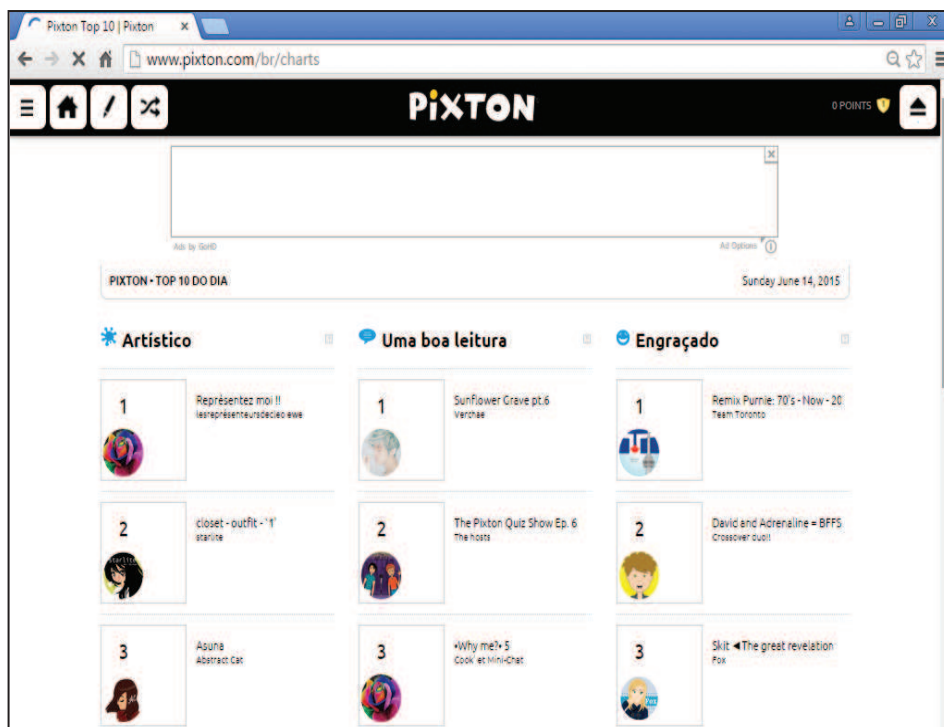 Pixton Top 10 | Pixton
www.pixton.com/br/charts
PiXTON
0 POINTS
Ads by GoHD
Ad Options
PIXTON • TOP 10 DO DIA
Sunday June 14, 2015
Artístico
Uma boa leitura
Engraçado
1
Représentez moi !!
lesreprésenteursdecleo ewe
1
Sunflower Grave pt.6
Verchae
1
Remix Purnie: 70's - Now - 20
Team Toronto
2
closet - outfit - `1`
starlite
starlite
2
The Pixton Quiz Show Ep. 6
The hosts
2
David and Adrenaline = BFFS
Crossover duo!!
3
Asuna
Abstract Cat
3
•Why me?• 5
Cook' et Mini-Chat
3
Skit ◄The great revelation
Fox
Fox